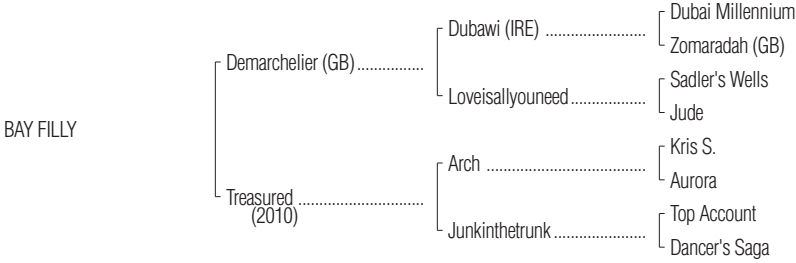 Dubai Millennium
Dubawi (IRE) ........................
Zomaradah (GB)
Demarchelier (GB) ................
Sadler's Wells
Loveisallyouneed ..................
Jude
BAY FILLY
Kris S.
Arch ......................................
Aurora
Treasured ..............................
(2010)
Top Account
Junkinthetrunk ......................
Dancer's Saga